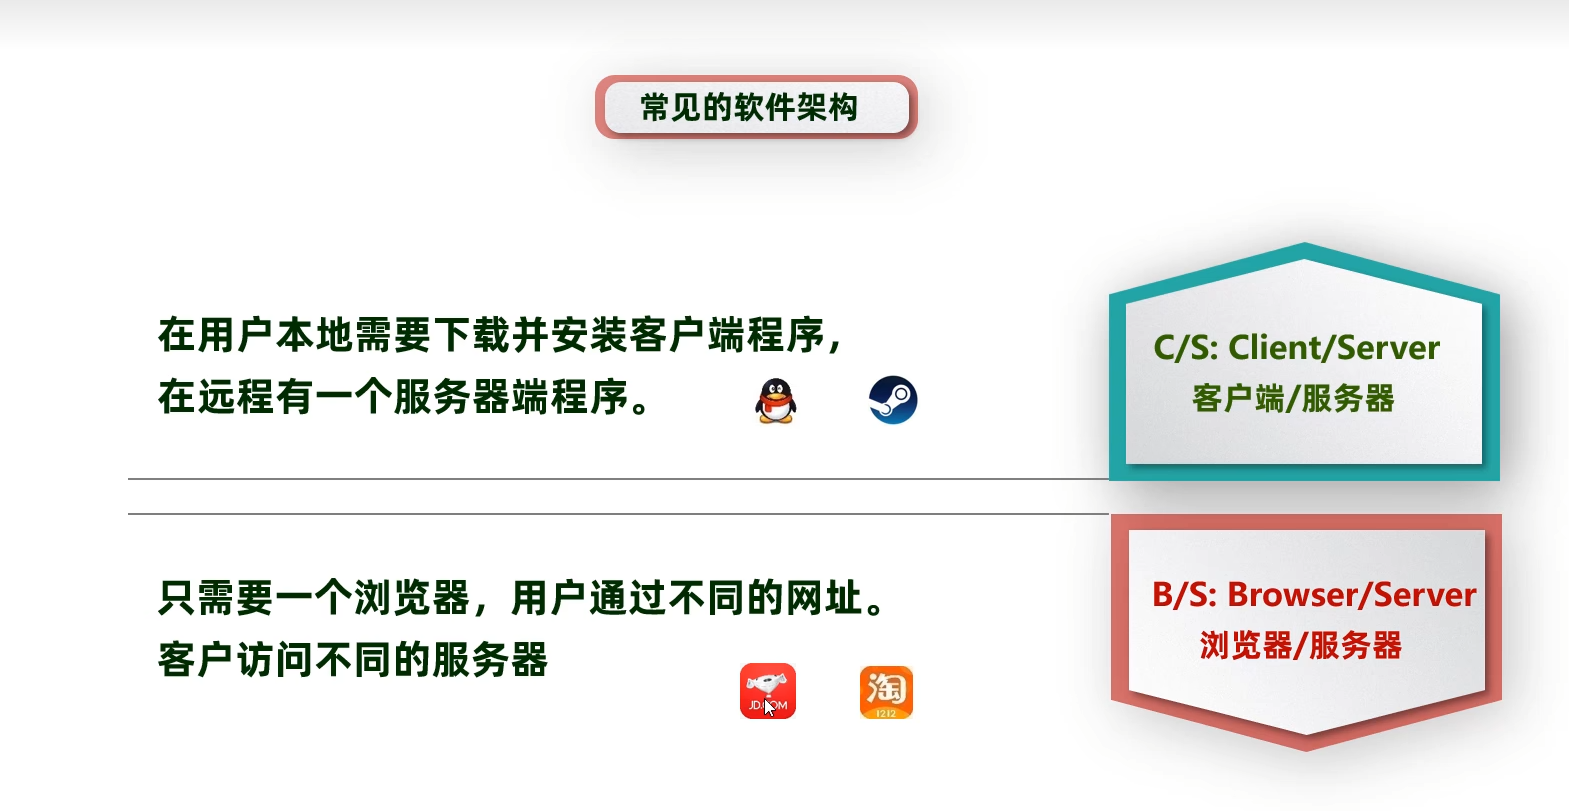 常见的软件架构
在用户本地需要下载并安装客户端程序，
在远程有一个服务器端程序。
C/S: Client/Server
客户端/服务器
只需要一个浏览器，用户通过不同的网址。
客户访问不同的服务器
B/S: Browser/Server
浏览器/服务器
JD.COM
淘
1212